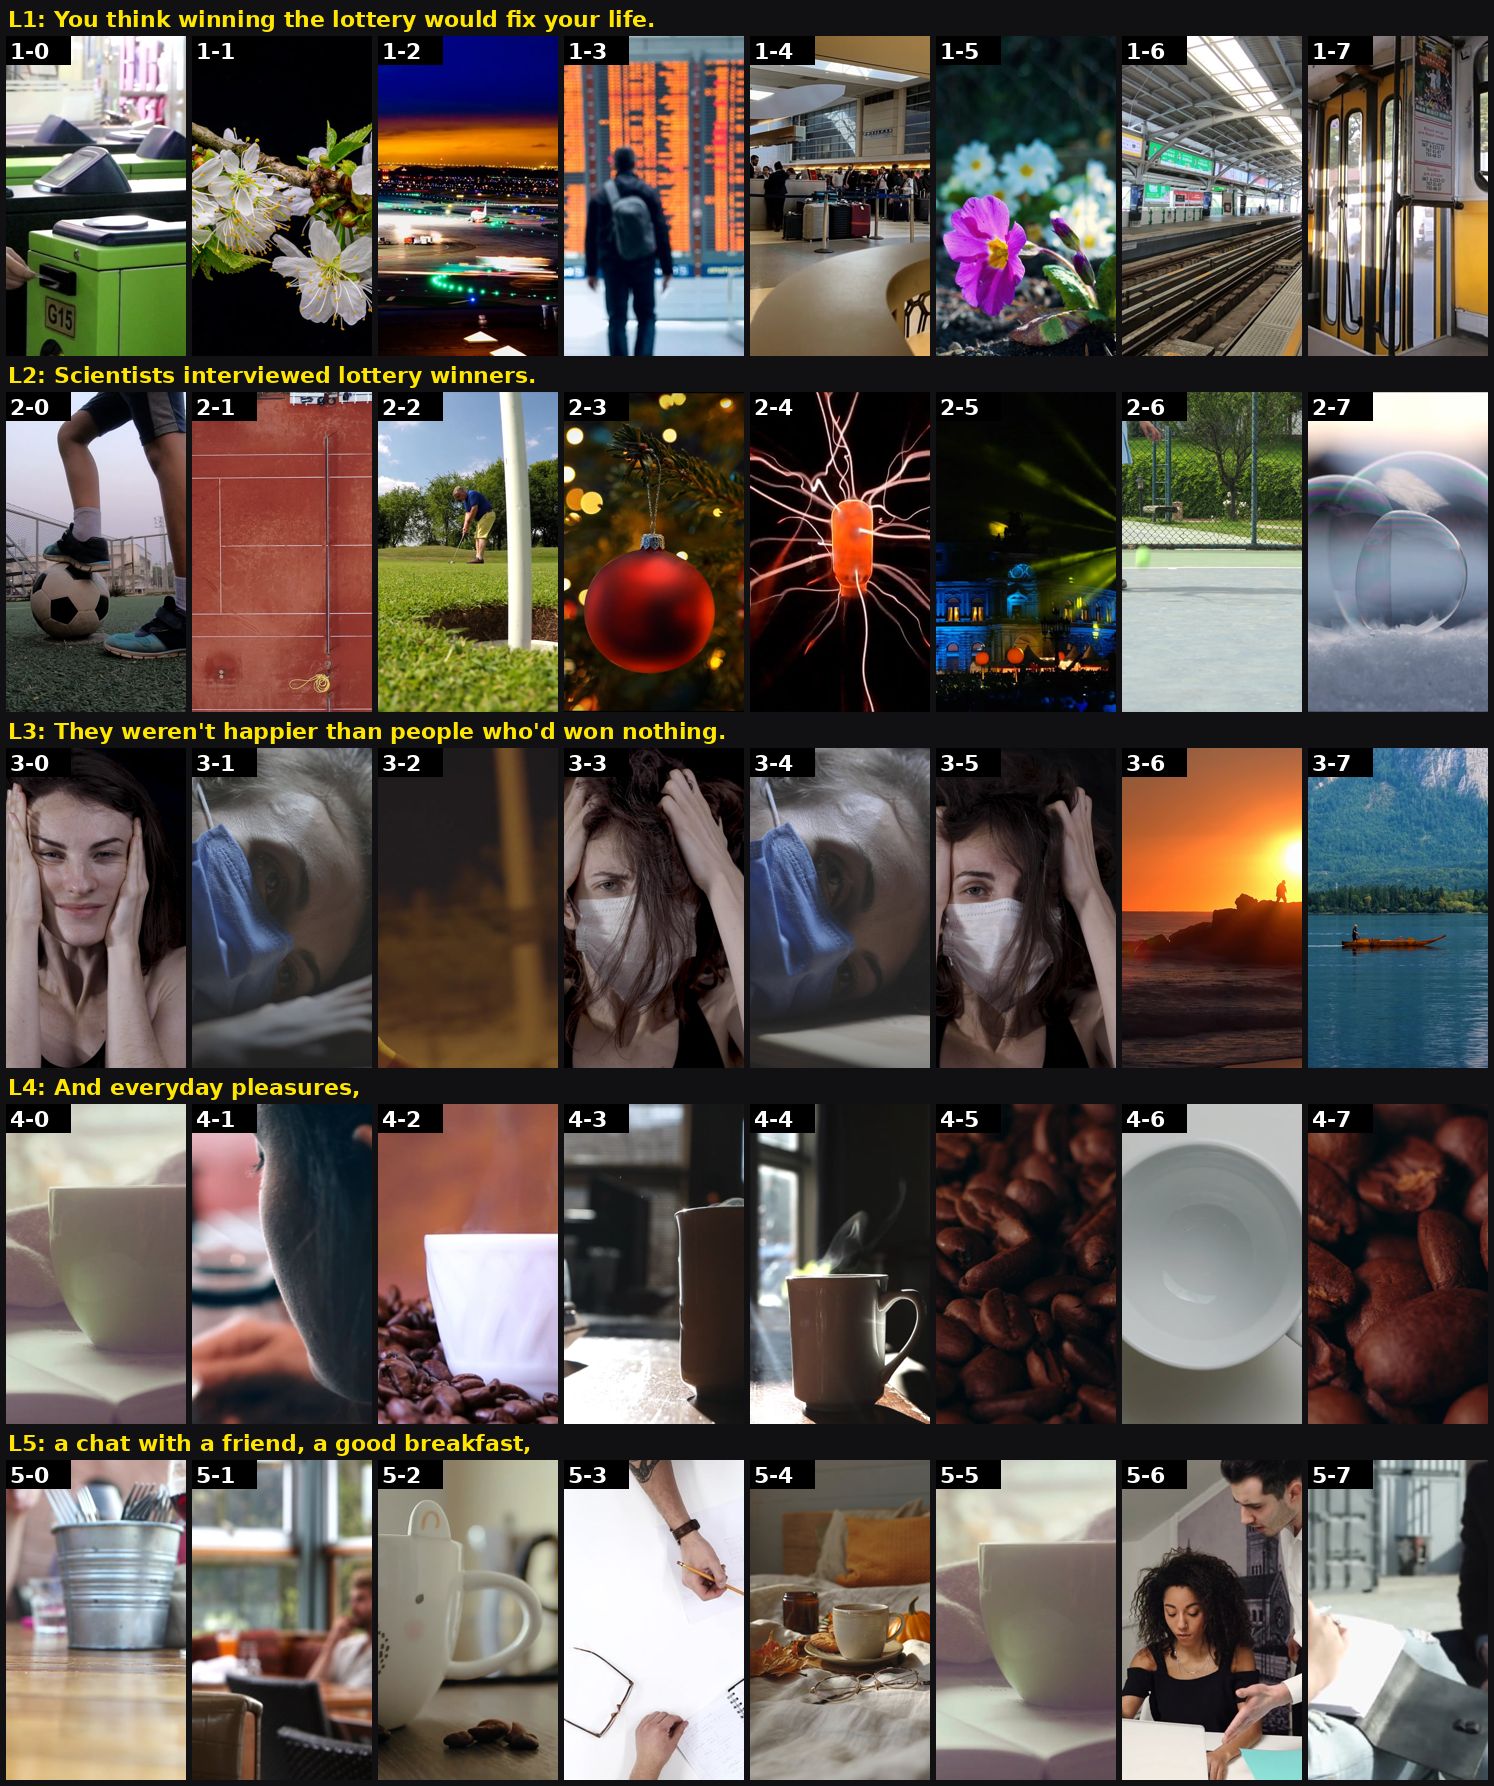 L1: You think winning the lottery would fix your life.
1-0 1-1 1-2 1-3 1-4 1-5 1-6 1-7
G15
L2: Scientists interviewed lottery winners.
2-0 2-1 2-2 2-3 2-4 2-5 2-6 2-7
L3: They weren't happier than people who'd won nothing.
3-0 3-1 3-2 3-3 3-4 3-5 3-6 3-7
L4: And everyday pleasures,
4-0 4-1 4-2 4-3 4-4 4-5 4-6 4-7
L5: a chat with a friend, a good breakfast,
5-0 5-1 5-2 5-3 5-4 5-5 5-6 5-7